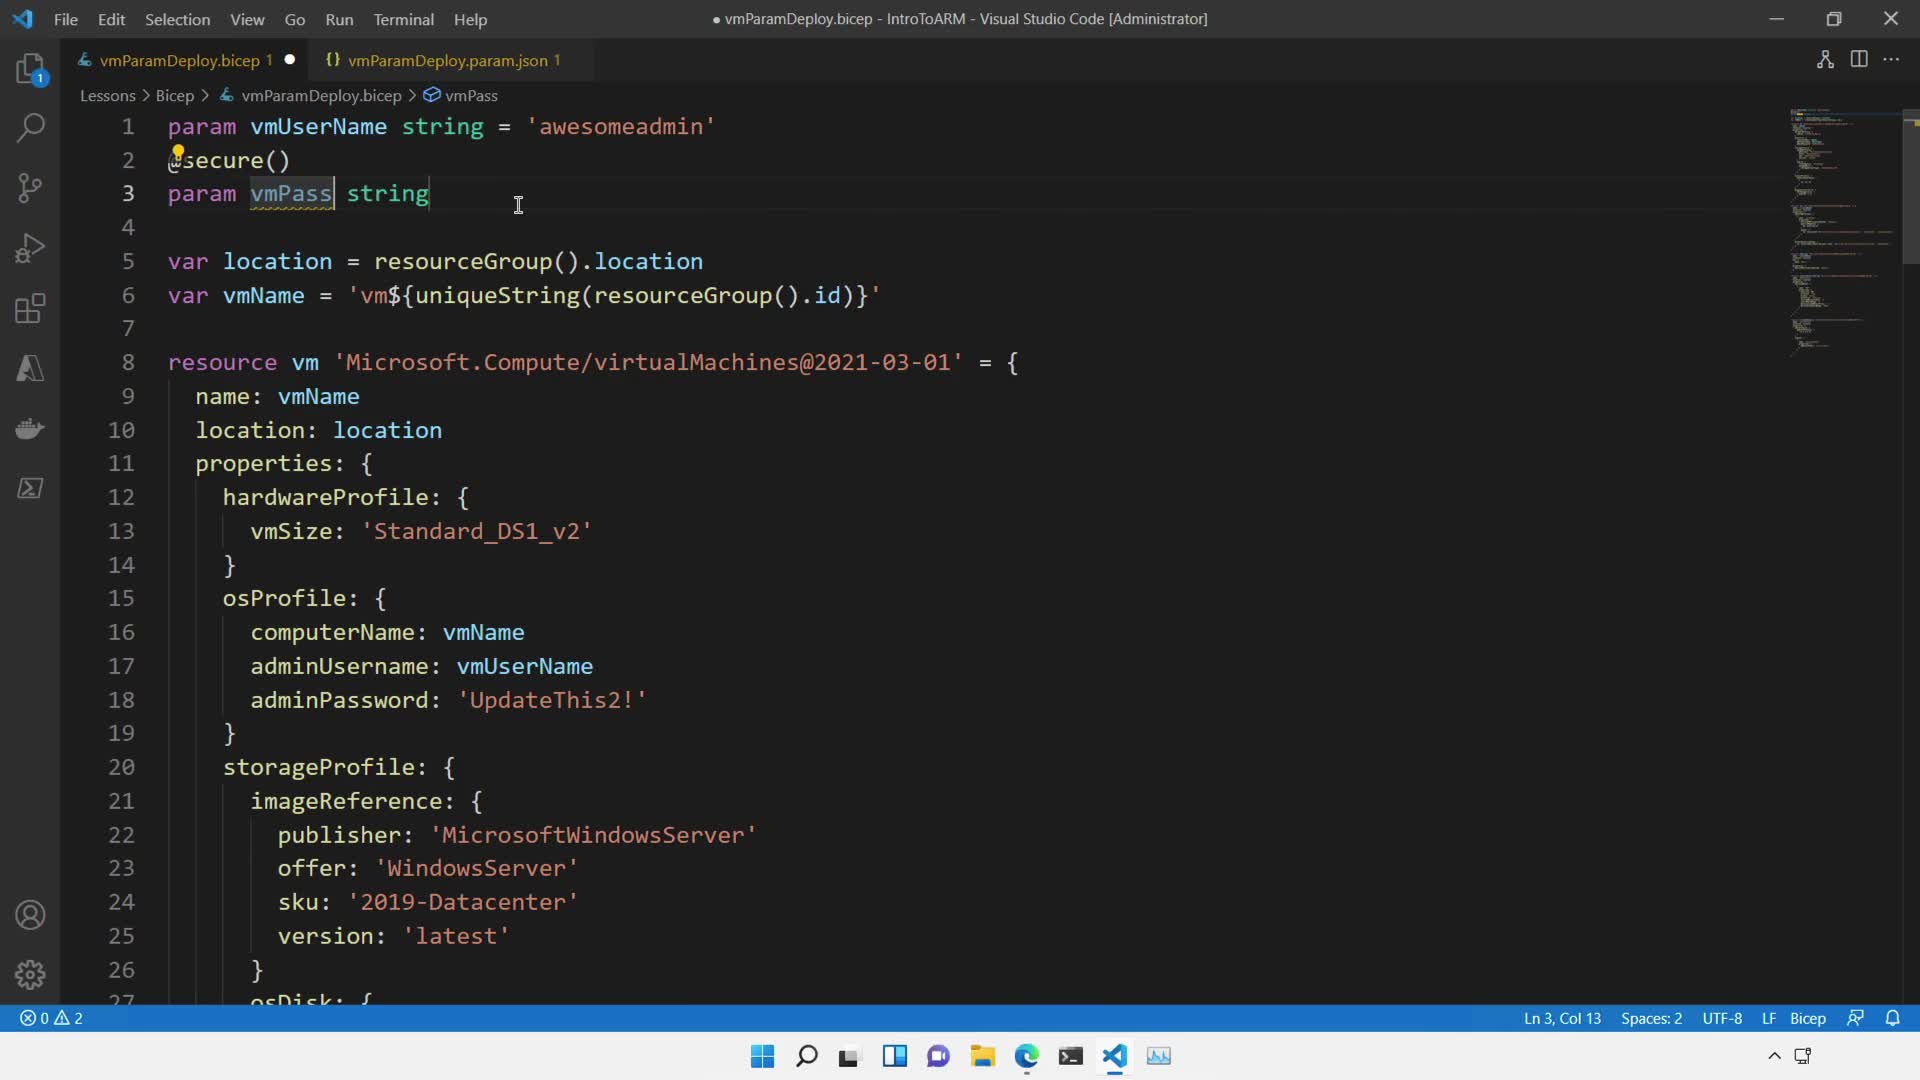 File Edit Selection View Go Run Terminal Help
● vmParamDeploy.bicep - IntroToARM - Visual Studio Code [Administrator]
1
vmParamDeploy.bicep 1 ●
{} vmParamDeploy.param.json 1
Lessons > Bicep > vmParamDeploy.bicep > vmPass
1 param vmUserName string = 'awesomeadmin'
2 @secure()
3 param vmPass string
4
5 var location = resourceGroup().location
6 var vmName = 'vm${uniqueString(resourceGroup().id)}'
7
8 resource vm 'Microsoft.Compute/virtualMachines@2021-03-01' = {
9 name: vmName
10 location: location
11 properties: {
12 hardwareProfile: {
13 vmSize: 'Standard_DS1_v2'
14 }
15 osProfile: {
16 computerName: vmName
17 adminUsername: vmUserName
18 adminPassword: 'UpdateThis2!'
19 }
20 storageProfile: {
21 imageReference: {
22 publisher: 'MicrosoftWindowsServer'
23 offer: 'WindowsServer'
24 sku: '2019-Datacenter'
25 version: 'latest'
26 }
27 osDisk: {
0 2
Ln 3, Col 13 Spaces: 2 UTF-8 LF Bicep